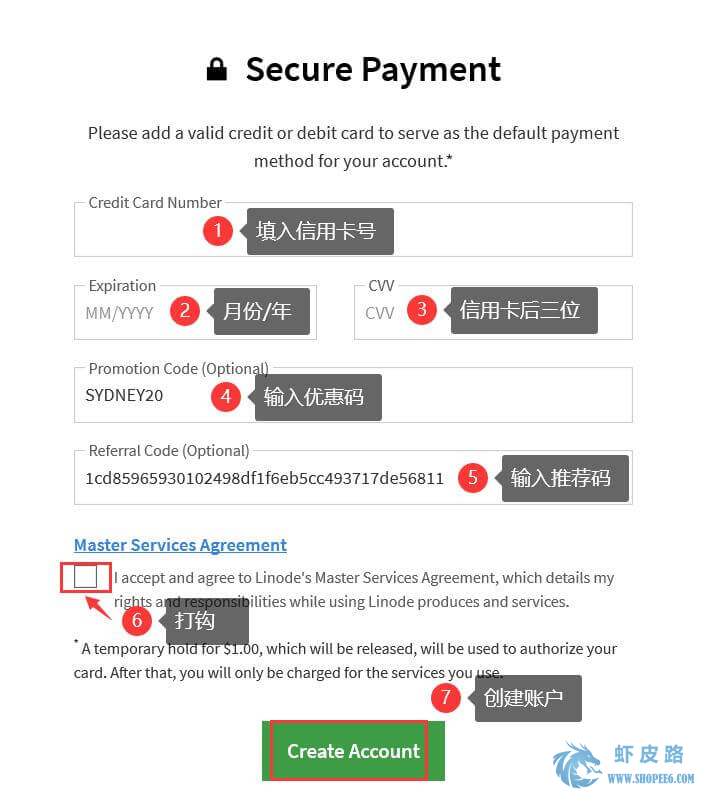 Secure Payment
Please add a valid credit or debit card to serve as the default payment
method for your account.*
Credit Card Number
1 填入信用卡号
Expiration
MM/YYYY 2 月份/年
CVV
CVV 3 信用卡后三位
Promotion Code (Optional)
SYDNEY20 4 输入优惠码
Referral Code (Optional)
1cd85965930102498df1f6eb5cc493717de56811 5 输入推荐码
Master Services Agreement
I accept and agree to Linode's Master Services Agreement, which details my
rights and responsibilities while using Linode produces and services.
6 打钩
* A temporary hold for $1.00, which will be released, will be used to authorize your
card. After that, you will only be charged for the services you use.
7 创建账户
Create Account
虾皮路
WWW.SHOPEE6.COM